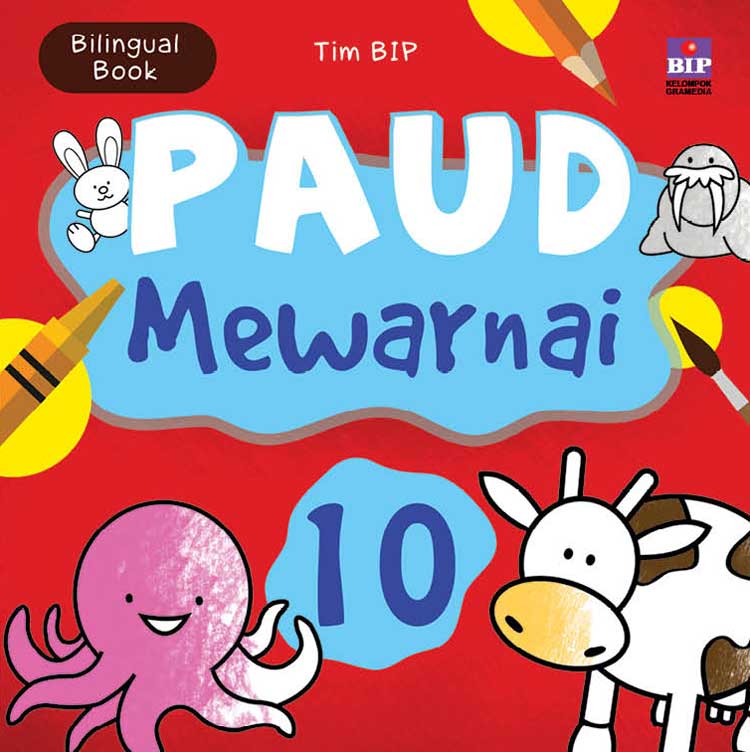 Bilingual
Book
Tim BIP
BIP
KELOMPOK
GRAMEDIA
PAUD
Mewarnai
10